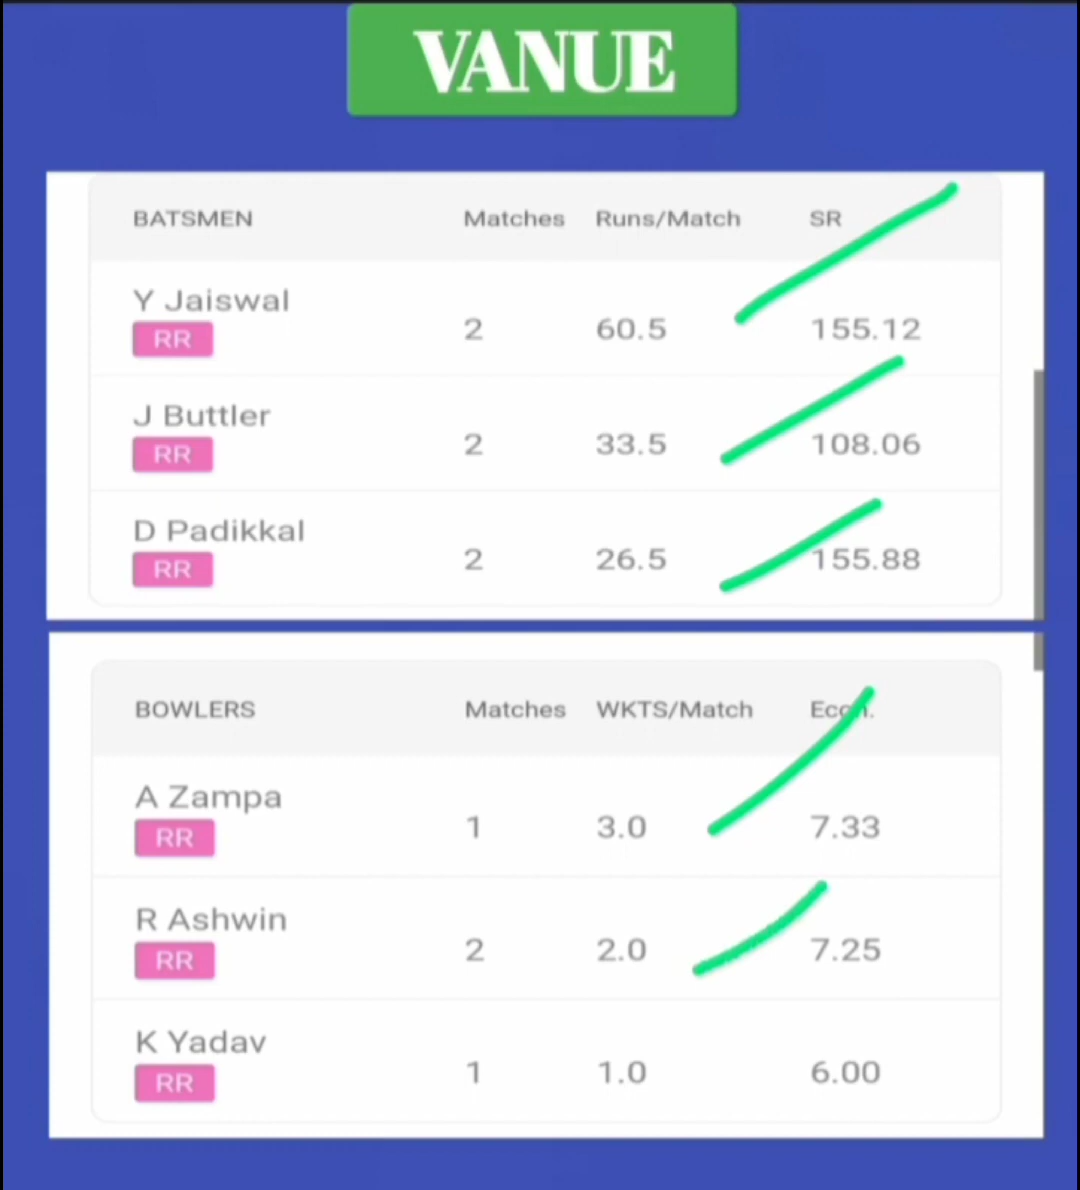 VANUE
BATSMEN Matches Runs/Match SR
Y Jaiswal
RR 2 60.5 155.12
J Buttler
RR 2 33.5 108.06
D Padikkal
RR 2 26.5 155.88
BOWLERS Matches WKTS/Match Econ.
A Zampa
RR 1 3.0 7.33
R Ashwin
RR 2 2.0 7.25
K Yadav
RR 1 1.0 6.00